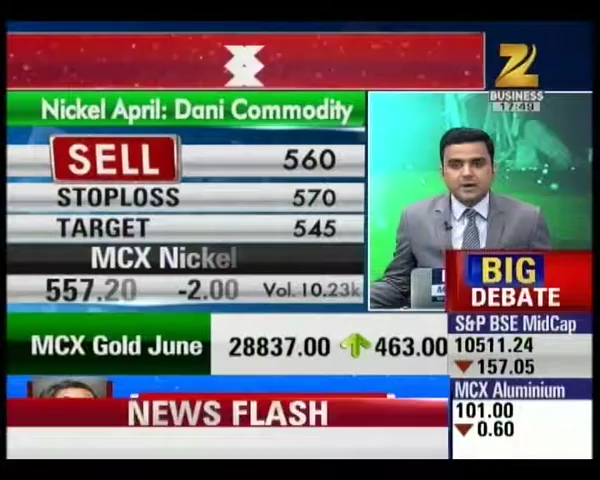 Z
BUSINESS
17:49
Nickel April: Dani Commodity
SELL 560
STOPLOSS 570
TARGET 545
MCX Nickel
557.20 -2.00 Vol. 10.23k
BIG
DEBATE
MCX Gold June 28837.00 463.00
S&P BSE MidCap
10511.24
157.05
MCX Aluminium
101.00
0.60
NEWS FLASH